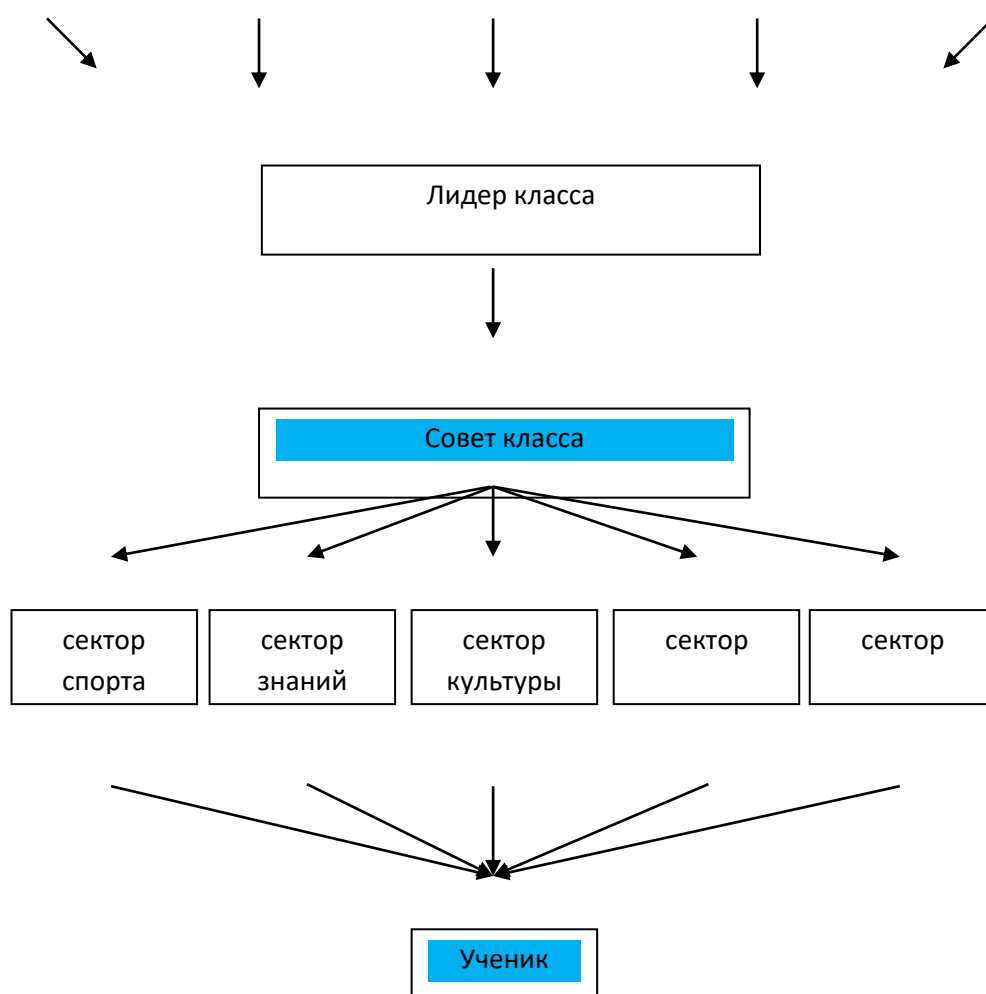 Лидер класса
Совет класса
сектор
спорта
сектор
знаний
сектор
культуры
сектор
сектор
Ученик